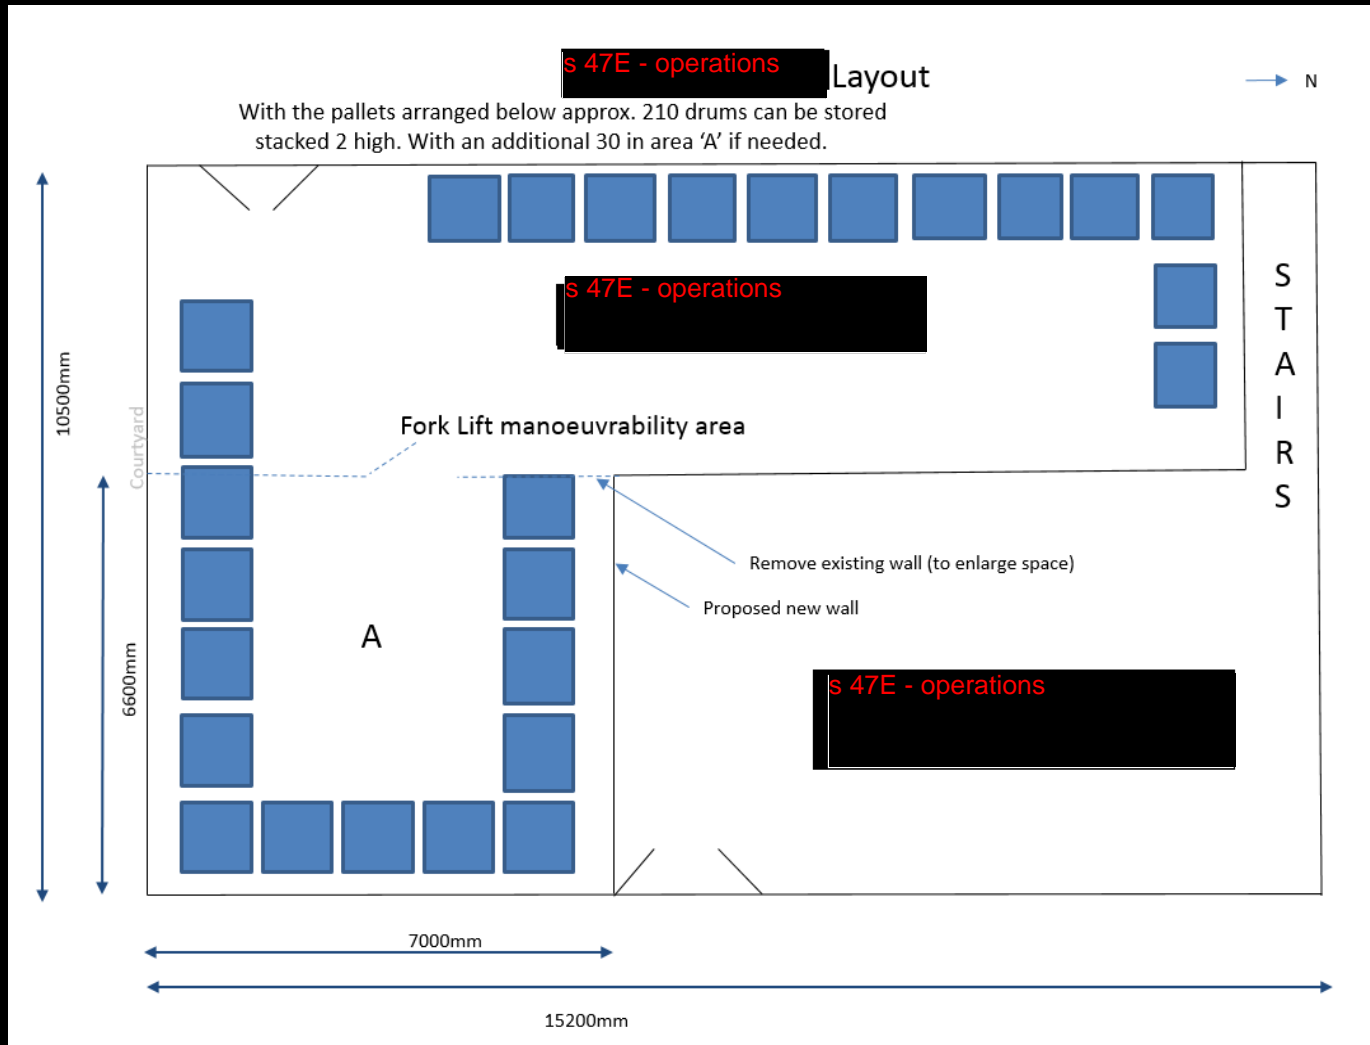 s 47E - operations
Layout
N
With the pallets arranged below approx. 210 drums can be stored
stacked 2 high. With an additional 30 in area ‘A’ if needed.
s 47E - operations
S
T
A
I
R
S
10500mm
Courtyard
Fork Lift manoeuvrability area
Remove existing wall (to enlarge space)
Proposed new wall
A
6600mm
s 47E - operations
7000mm
15200mm